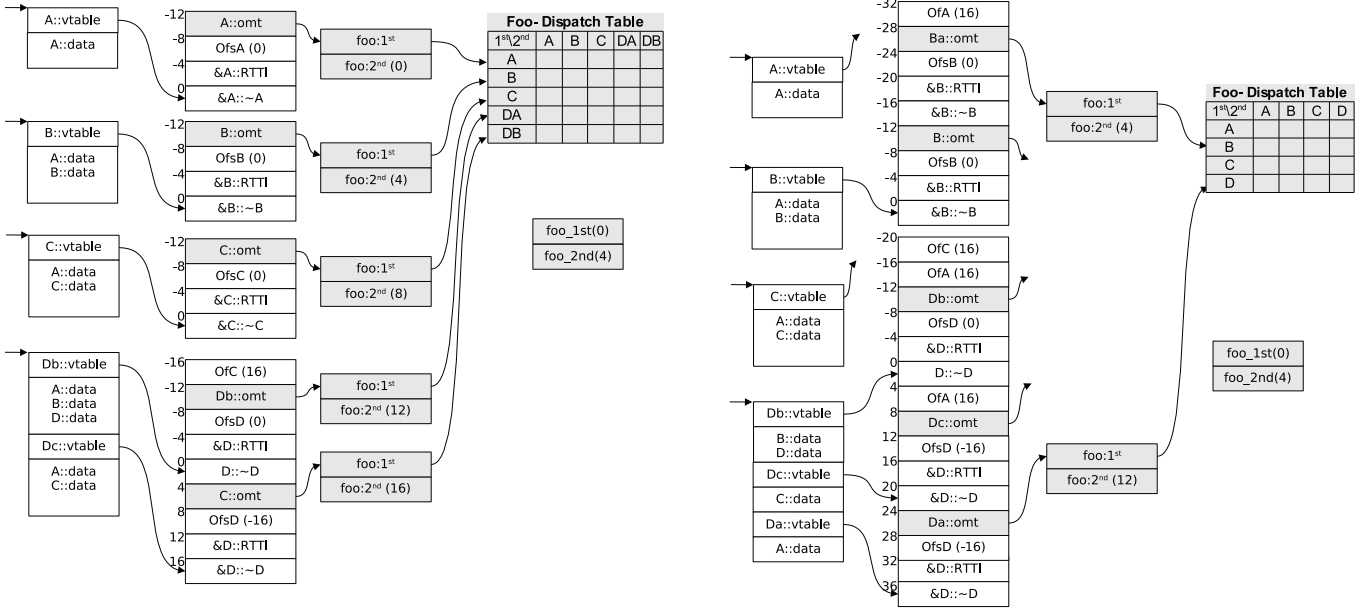 -12
A::vtable
A::data
A::omt
-8
OfsA (0)
-4
&A::RTTI
0
&A::~A
foo:1st
foo:2nd (0)
Foo- Dispatch Table
1st\2nd A B C DA DB
A
B
C
DA
DB
B::vtable
A::data
B::data
-12
B::omt
-8
OfsB (0)
-4
&B::RTTI
0
&B::~B
foo:1st
foo:2nd (4)
foo_1st(0)
foo_2nd(4)
C::vtable
A::data
C::data
-12
C::omt
-8
OfsC (0)
-4
&C::RTTI
0
&C::~C
foo:1st
foo:2nd (8)
Db::vtable
A::data
B::data
D::data
Dc::vtable
A::data
C::data
-16
OfC (16)
-12
Db::omt
-8
OfsD (0)
-4
&D::RTTI
0
D::~D
4
C::omt
8
OfsD (-16)
12
&D::RTTI
16
&D::~D
foo:1st
foo:2nd (12)
foo:1st
foo:2nd (16)
A::vtable
A::data
B::vtable
A::data
B::data
C::vtable
A::data
C::data
Db::vtable
B::data
D::data
Dc::vtable
C::data
Da::vtable
A::data
-32
OfA (16)
-28
Ba::omt
-24
OfsB (0)
-20
&B::RTTI
-16
&B::~B
-12
B::omt
-8
OfsB (0)
-4
&B::RTTI
0
&B::~B
-20
OfC (16)
-16
OfA (16)
-12
Db::omt
-8
OfsD (0)
-4
&D::RTTI
0
D::~D
4
OfA (16)
8
Dc::omt
12
OfsD (-16)
16
&D::RTTI
20
&D::~D
24
Da::omt
28
OfsD (-16)
32
&D::RTTI
36
&D::~D
foo:1st
foo:2nd (4)
foo:1st
foo:2nd (12)
Foo- Dispatch Table
1st\2nd A B C D
A
B
C
D
foo_1st(0)
foo_2nd(4)